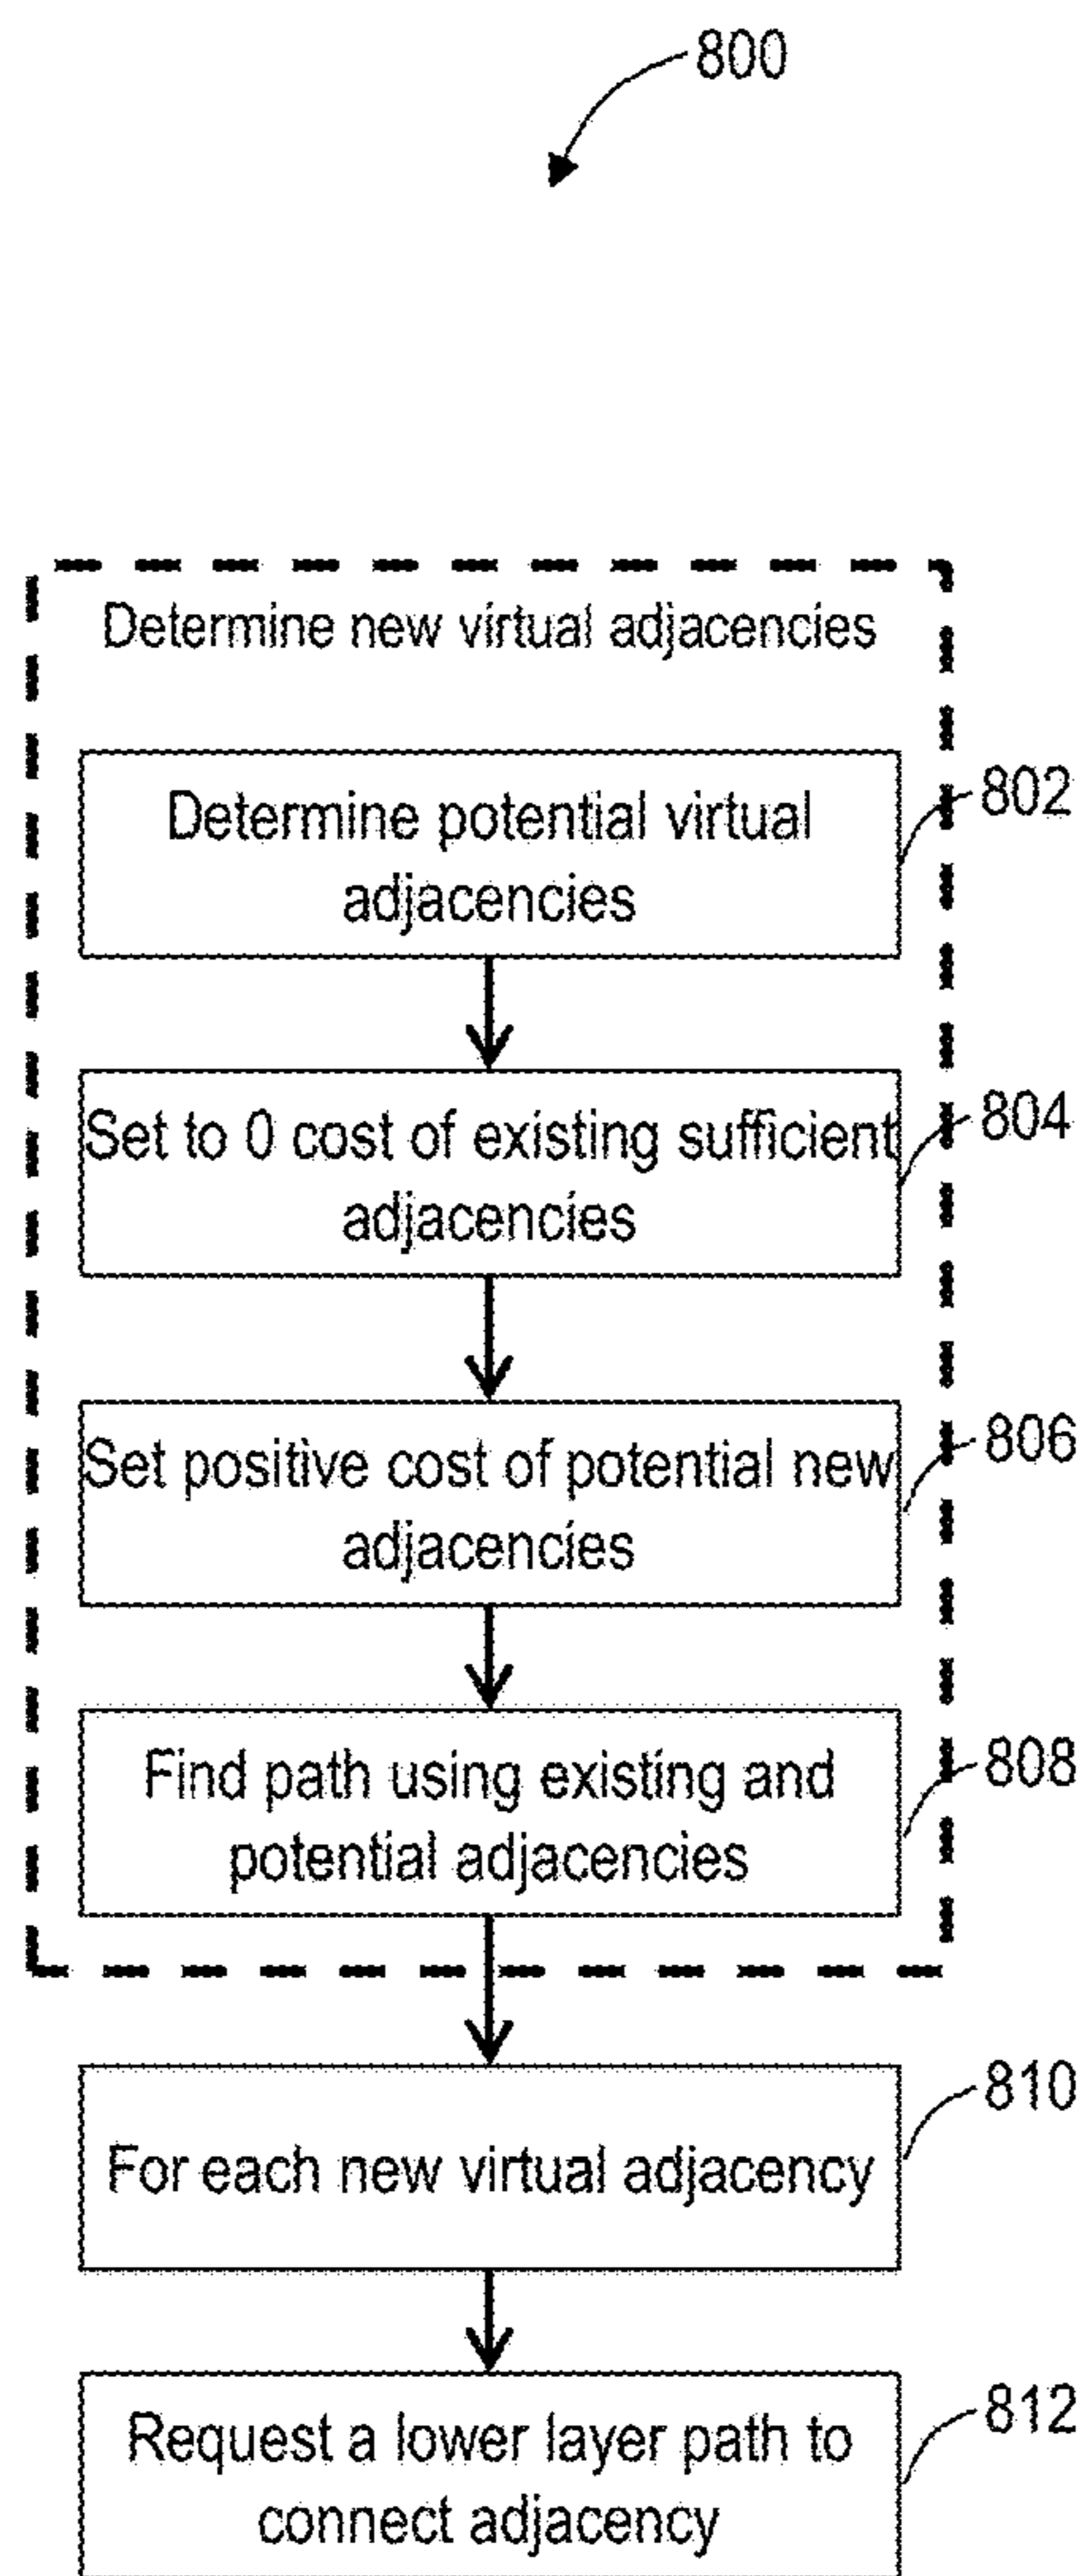 800
Determine new virtual adjacencies
Determine potential virtual
adjacencies
802
Set to 0 cost of existing sufficient
adjacencies
804
Set positive cost of potential new
adjacencies
806
Find path using existing and
potential adjacencies
808
For each new virtual adjacency
810
Request a lower layer path to
connect adjacency
812